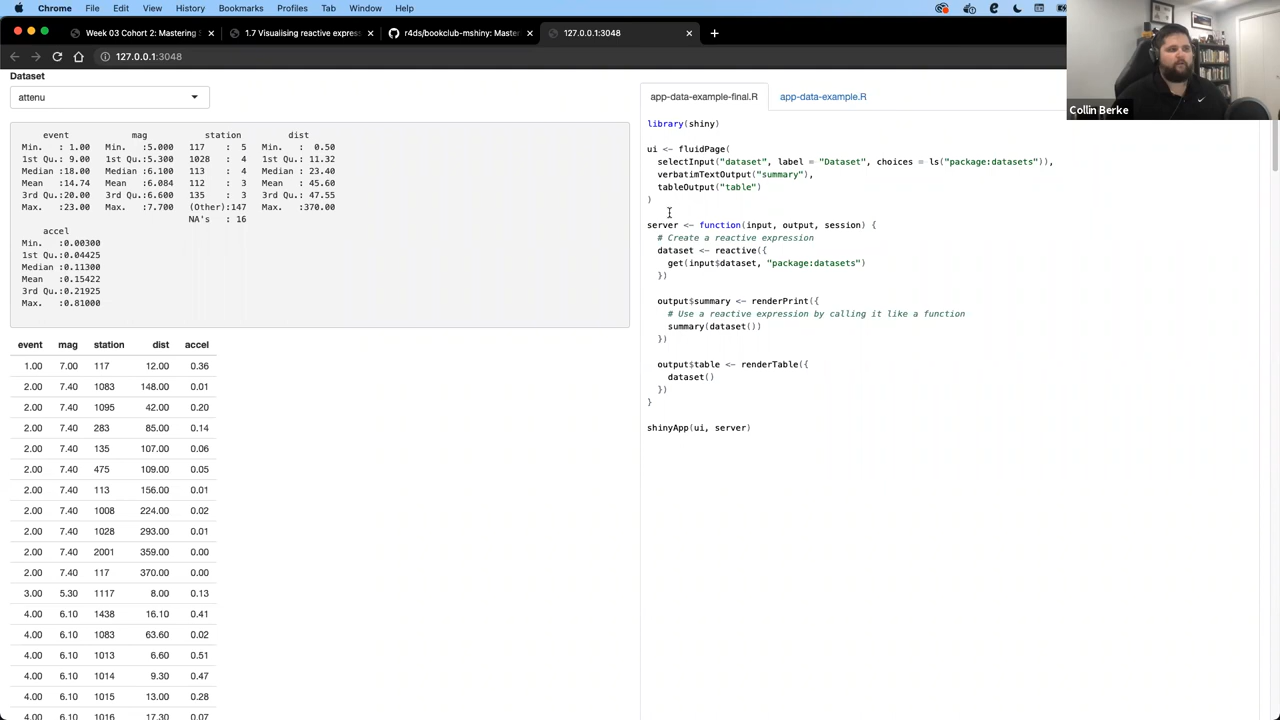 Chrome File Edit View History Bookmarks Profiles Tab Window Help
Week 03 Cohort 2: Mastering S
1.7 Visualising reactive expres
r4ds/bookclub-mshiny: Mastering
127.0.0.1:3048
127.0.0.1:3048
Collin Berke
Dataset
attenu
event mag station dist
Min. : 1.00 Min. :5.000 117 : 5 Min. : 0.50
1st Qu.: 9.00 1st Qu.:5.300 1028 : 4 1st Qu.: 11.32
Median :18.00 Median :6.100 113 : 4 Median : 23.40
Mean :14.74 Mean :6.084 112 : 3 Mean : 45.60
3rd Qu.:20.00 3rd Qu.:6.600 135 : 3 3rd Qu.: 47.55
Max. :23.00 Max. :7.700 (Other):147 Max. :370.00
NA's : 16
accel
Min. :0.00300
1st Qu.:0.04425
Median :0.11300
Mean :0.15422
3rd Qu.:0.21925
Max. :0.81000
event mag station dist accel
1.00 7.00 117 12.00 0.36
2.00 7.40 1083 148.00 0.01
2.00 7.40 1095 42.00 0.20
2.00 7.40 283 85.00 0.14
2.00 7.40 135 107.00 0.06
2.00 7.40 475 109.00 0.05
2.00 7.40 113 156.00 0.01
2.00 7.40 1008 224.00 0.02
2.00 7.40 1028 293.00 0.01
2.00 7.40 2001 359.00 0.00
2.00 7.40 117 370.00 0.00
3.00 5.30 1117 8.00 0.13
4.00 6.10 1438 16.10 0.41
4.00 6.10 1083 63.60 0.02
4.00 6.10 1013 6.60 0.51
4.00 6.10 1014 9.30 0.47
4.00 6.10 1015 13.00 0.28
4.00 6.10 1016 17.30 0.07
app-data-example-final.R app-data-example.R
library(shiny)
ui <- fluidPage(
selectInput("dataset", label = "Dataset", choices = ls("package:datasets")),
verbatimTextOutput("summary"),
tableOutput("table")
)
server <- function(input, output, session) {
# Create a reactive expression
dataset <- reactive({
get(input$dataset, "package:datasets")
})
output$summary <- renderPrint({
# Use a reactive expression by calling it like a function
summary(dataset())
})
output$table <- renderTable({
dataset()
})
}
shinyApp(ui, server)